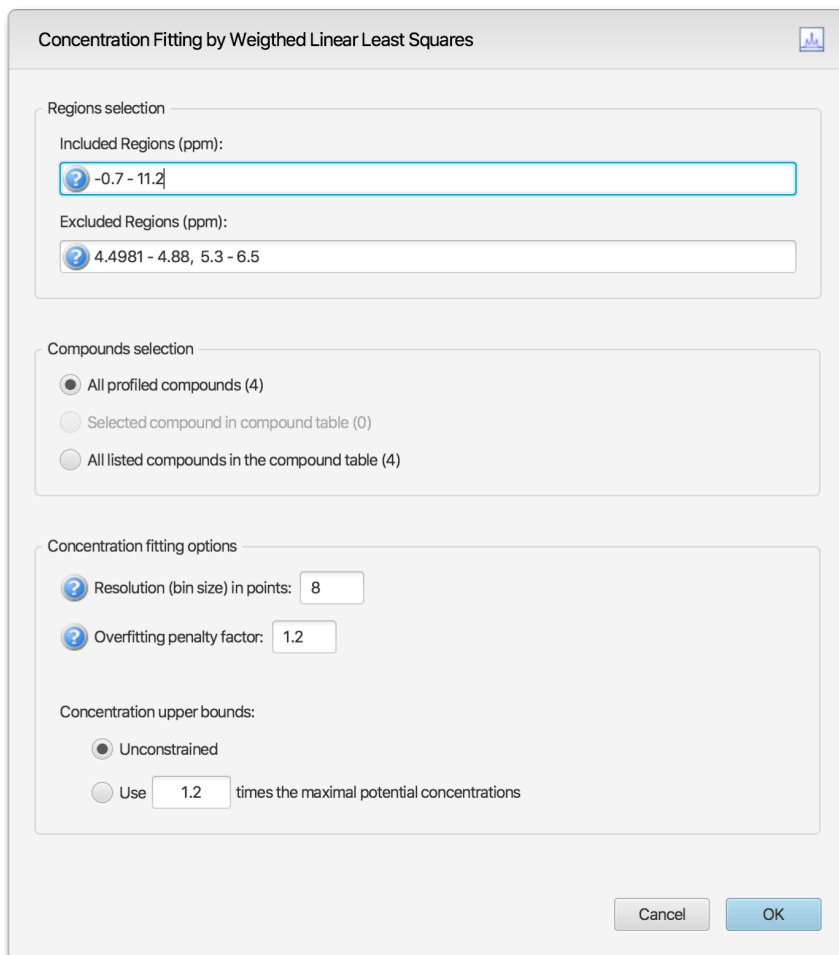 Concentration Fitting by Weigthed Linear Least Squares
Regions selection
Included Regions (ppm):
? -0.7 - 11.2
Excluded Regions (ppm):
? 4.4981 - 4.88, 5.3 - 6.5
Compounds selection
All profiled compounds (4)
Selected compound in compound table (0)
All listed compounds in the compound table (4)
Concentration fitting options
? Resolution (bin size) in points: 8
? Overfitting penalty factor: 1.2
Concentration upper bounds:
Unconstrained
Use 1.2 times the maximal potential concentrations
Cancel OK